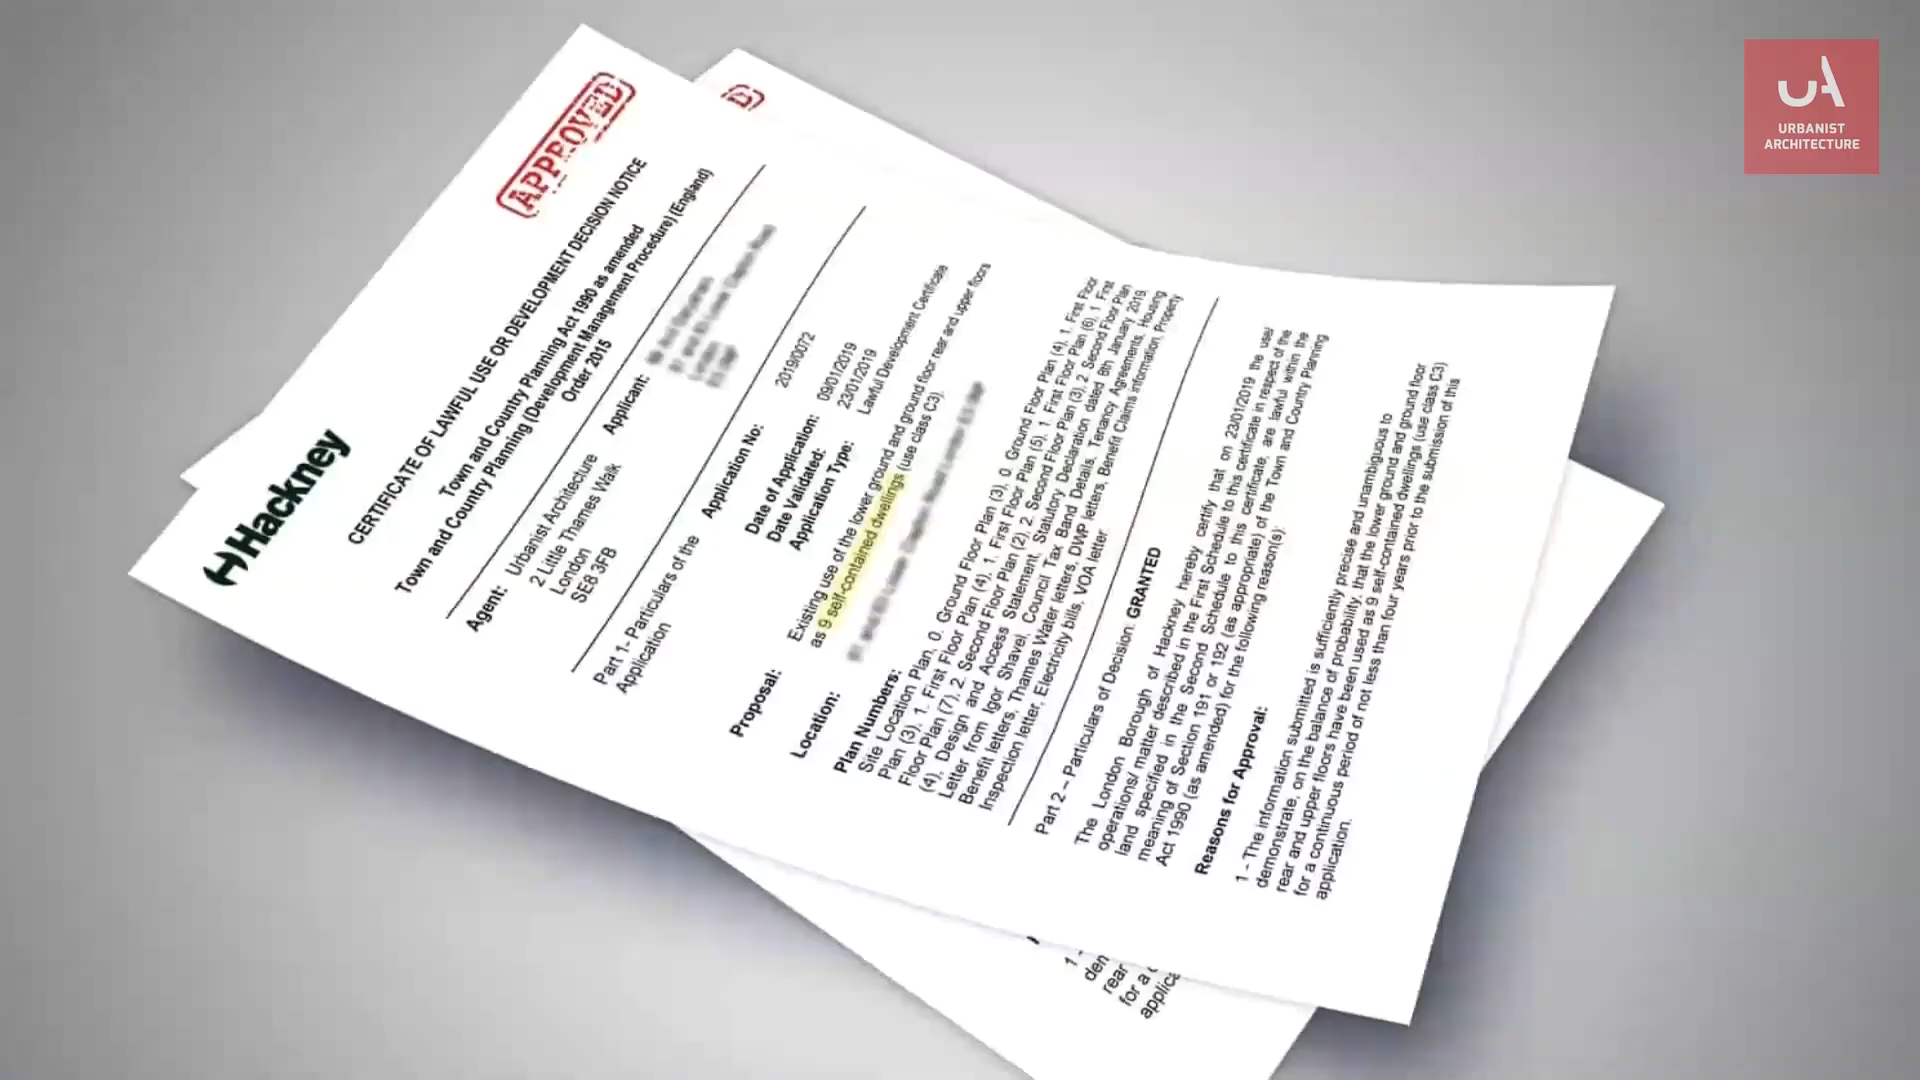 Hackney
APPROVED
CERTIFICATE OF LAWFUL USE OR DEVELOPMENT DECISION NOTICE
Town and Country Planning Act 1990 as amended
Town and Country Planning (Development Management Procedure) (England)
Order 2015
Agent: Urbanist Architecture
2 Little Thames Walk
London
SE8 3FB
Applicant:
Part 1- Particulars of the
Application
Application No: 2019/0072
Date of Application: 09/01/2019
Date Validated: 23/01/2019
Application Type: Lawful Development Certificate
Proposal: Existing use of the lower ground and ground floor rear and upper floors
as 9 self-contained dwellings (use class C3).
Location:
Plan Numbers:
Site Location Plan, 0. Ground Floor Plan (3), 0. Ground Floor Plan (4), 1. First Floor
Plan (3), 1. First Floor Plan (4), 1. First Floor Plan (5), 1. First Floor Plan (6), 1. First
Floor Plan (7), 2. Second Floor Plan (2), 2. Second Floor Plan (3), 2. Second Floor Plan
(4), Design and Access Statement, Statutory Declaration dated 8th January 2019,
Letter from Igor Shavel, Council Tax Band Details, Tenancy Agreements, Housing
Benefit letters, Thames Water letters, DWP letters, Benefit Claims information, Property
Inspection letter, Electricity bills, VOA letter
Part 2 – Particulars of Decision: GRANTED
The London Borough of Hackney hereby certify that on 23/01/2019 the use/
operations/ matter described in the First Schedule to this certificate in respect of the
land specified in the Second Schedule to this certificate, are lawful within the
meaning of Section 191 or 192 (as appropriate) of the Town and Country Planning
Act 1990 (as amended) for the following reason(s):
Reasons for Approval:
1 - The information submitted is sufficiently precise and unambiguous to
demonstrate, on the balance of probability, that the lower ground and ground floor
rear and upper floors have been used as 9 self-contained dwellings (use class C3)
for a continuous period of not less than four years prior to the submission of this
application.
D
1 -
den
rear
for a
applica
UA
URBANIST
ARCHITECTURE